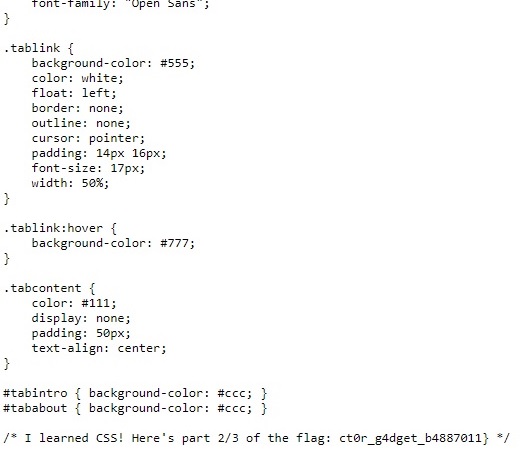 font-family: "Open Sans";
}

.tablink {
    background-color: #555;
    color: white;
    float: left;
    border: none;
    outline: none;
    cursor: pointer;
    padding: 14px 16px;
    font-size: 17px;
    width: 50%;
}

.tablink:hover {
    background-color: #777;
}

.tabcontent {
    color: #111;
    display: none;
    padding: 50px;
    text-align: center;
}

#tabintro { background-color: #ccc; }
#tababout { background-color: #ccc; }

/* I learned CSS! Here's part 2/3 of the flag: ct0r_g4dget_b4887011} */